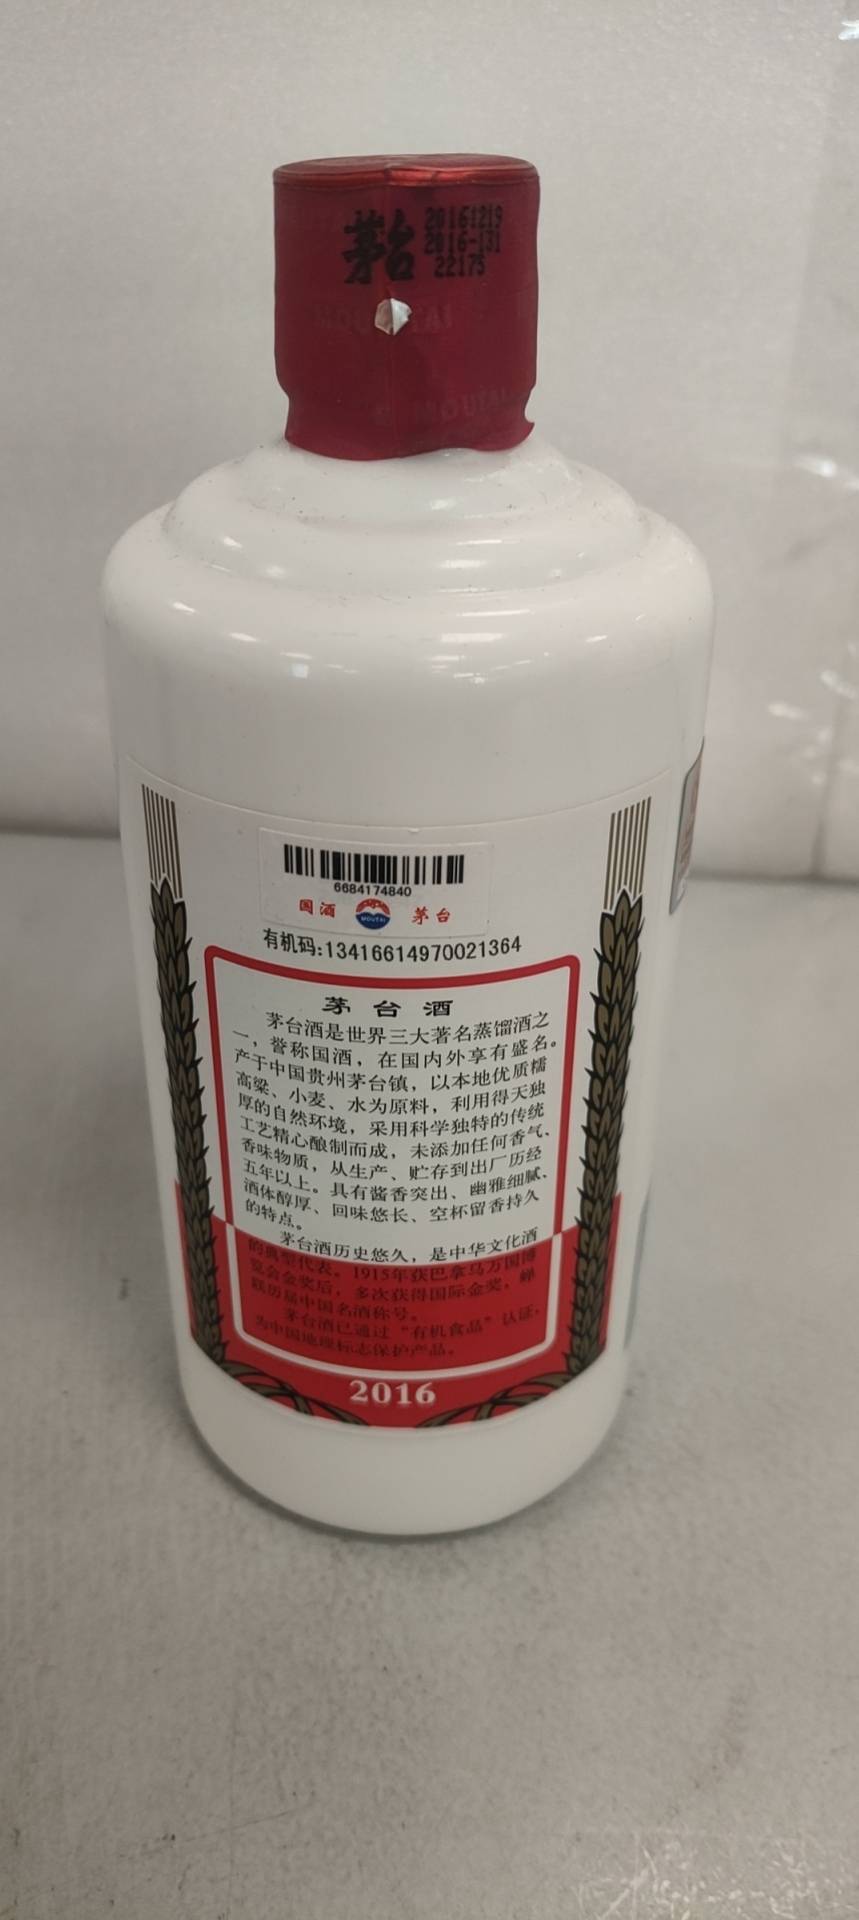 茅台
20161219
2016-131
22175
MOUTAI
MOUTAI
6684174840
国酒 MOUTAI 茅台
有机码:13416614970021364
茅台酒
茅台酒是世界三大著名蒸馏酒之
一，誉称国酒，在国内外享有盛名。
产于中国贵州茅台镇，以本地优质糯
高粱、小麦、水为原料，利用得天独
厚的自然环境，采用科学独特的传统
工艺精心酿制而成，未添加任何香气、
香味物质，从生产、贮存到出厂历经
五年以上。具有酱香突出、幽雅细腻、
酒体醇厚、回味悠长、空杯留香持久
的特点。
茅台酒历史悠久，是中华文化酒
的典型代表。1915年获巴拿马万国博
览会金奖后，多次获得国际金奖，蝉
联历届中国名酒称号。
茅台酒已通过“有机食品”认证，
为中国地理标志保护产品。
2016